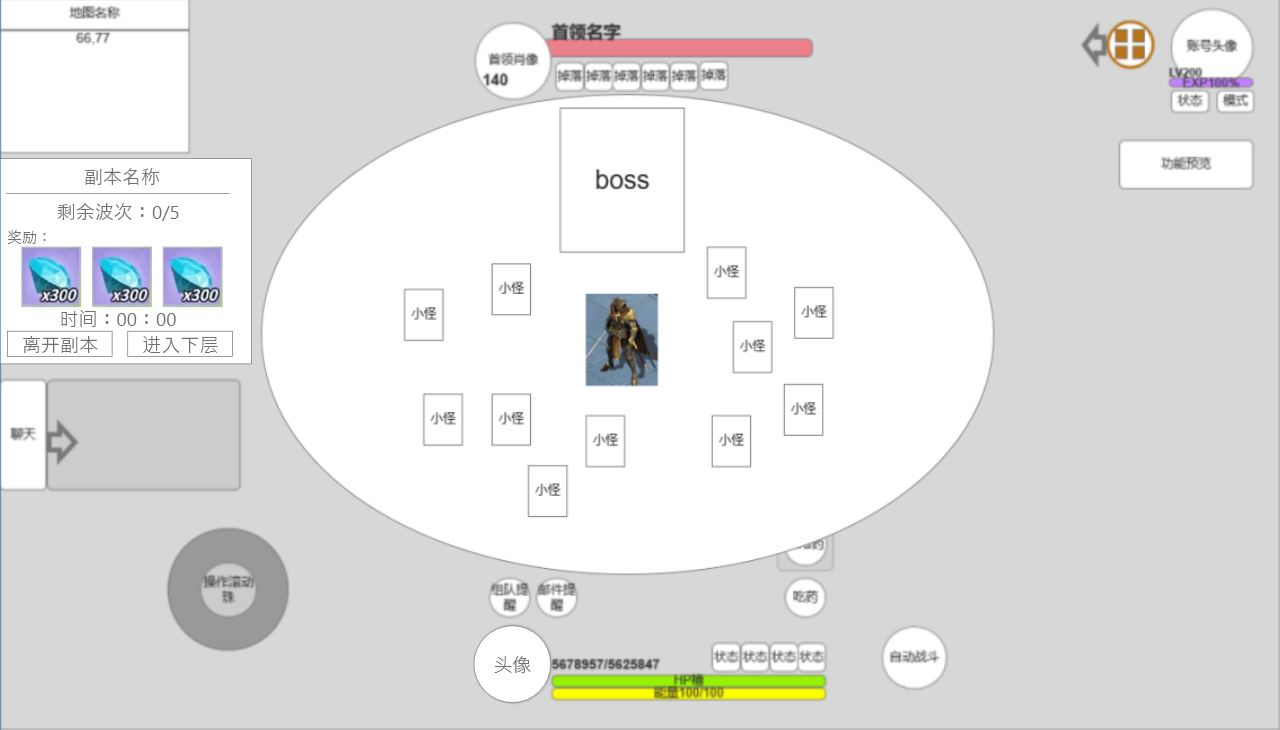 地图名称
66,77
首领肖像
140
首领名字
掉落
掉落
掉落
掉落
掉落
掉落
账号头像
LV200
EXP100%
状态
模式
功能预览
副本名称
剩余波次：0/5
奖励：
x300
x300
x300
时间：00：00
离开副本
进入下层
boss
小怪
小怪
小怪
小怪
小怪
小怪
小怪
小怪
小怪
小怪
小怪
聊天
操作滚动
珠
组队提
醒
邮件提
醒
吃药
头像
5678957/5625847
状态
状态
状态
状态
HP槽
能量100/100
自动战斗